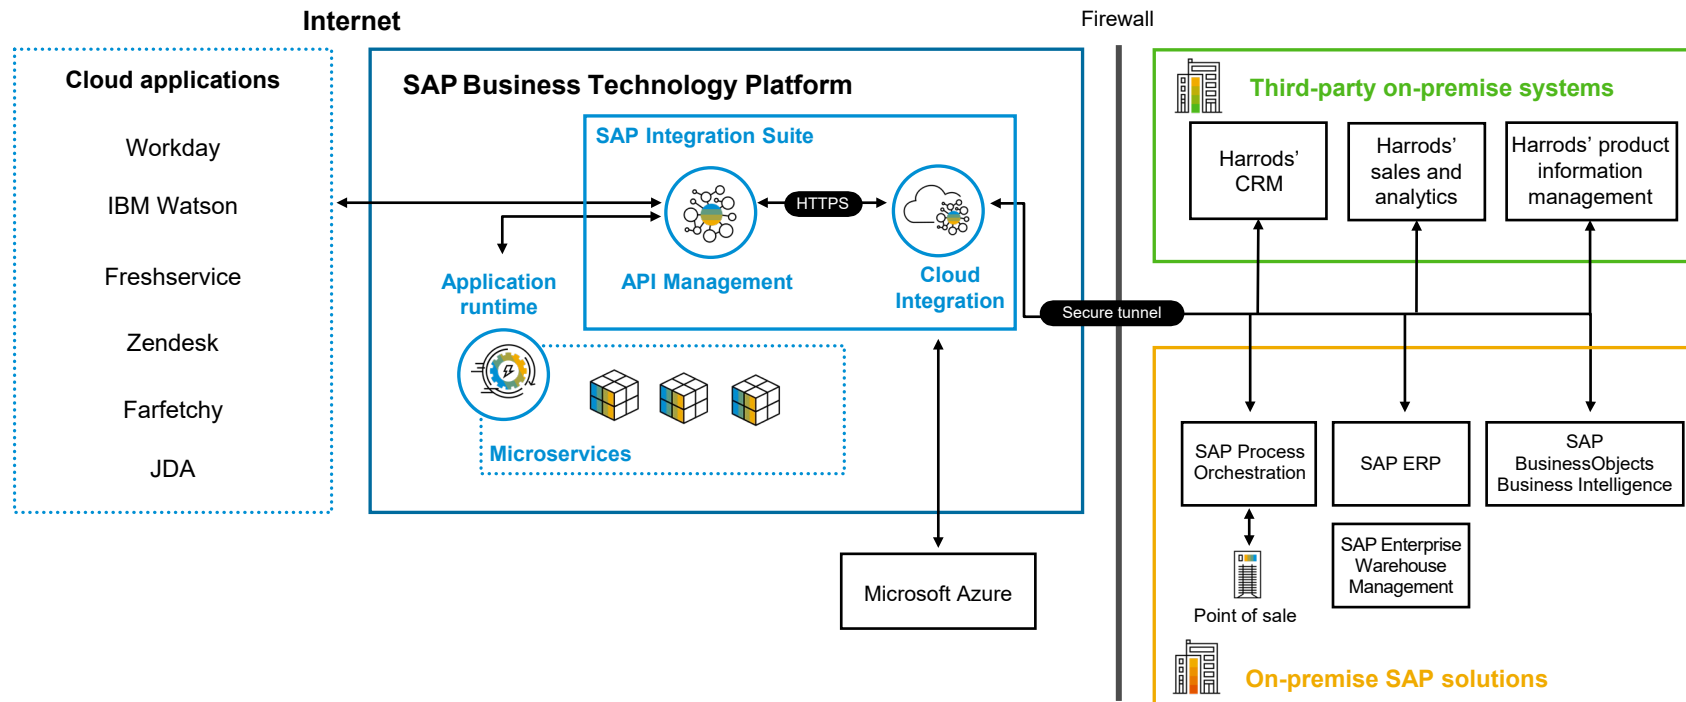 Internet
Firewall
Cloud applications
Workday
IBM Watson
Freshservice
Zendesk
Farfetchy
JDA
SAP Business Technology Platform
SAP Integration Suite
HTTPS
API Management
Cloud
Integration
Application
runtime
Microservices
Secure tunnel
Microsoft Azure
Third-party on-premise systems
Harrods’
CRM
Harrods’
sales and
analytics
Harrods’ product
information
management
SAP Process
Orchestration
SAP ERP
SAP
BusinessObjects
Business Intelligence
SAP Enterprise
Warehouse
Management
Point of sale
On-premise SAP solutions